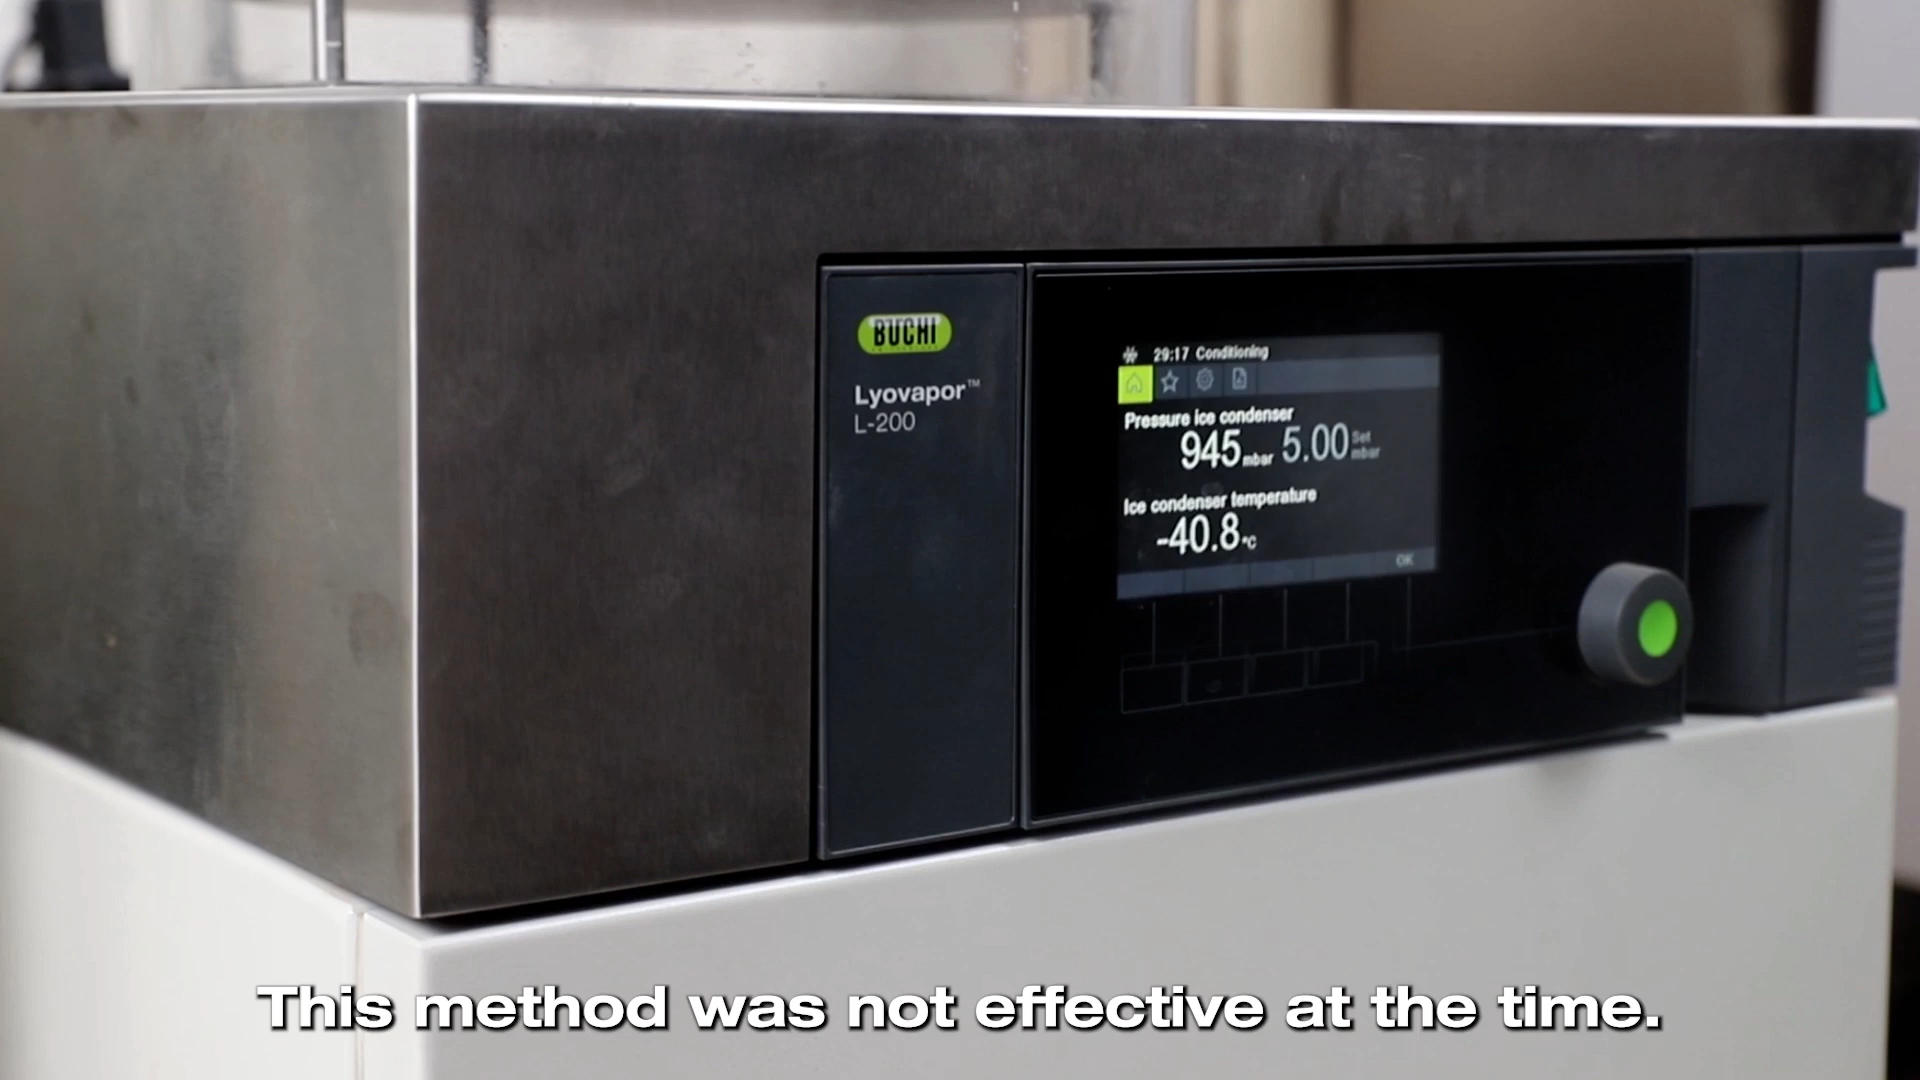 BUCHI
Lyovapor™
L-200
29:17 Conditioning
Pressure ice condenser
945 mbar 5.00 Set mbar
Ice condenser temperature
-40.8 °C
OK
This method was not effective at the time.